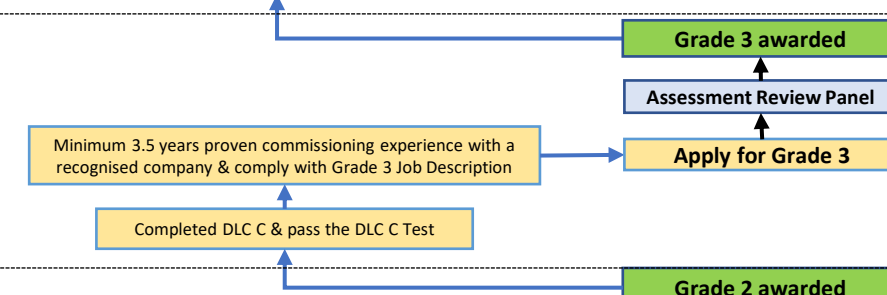 Grade 3 awarded
Assessment Review Panel
Minimum 3.5 years proven commissioning experience with a
recognised company & comply with Grade 3 Job Description
Apply for Grade 3
Completed DLC C & pass the DLC C Test
Grade 2 awarded